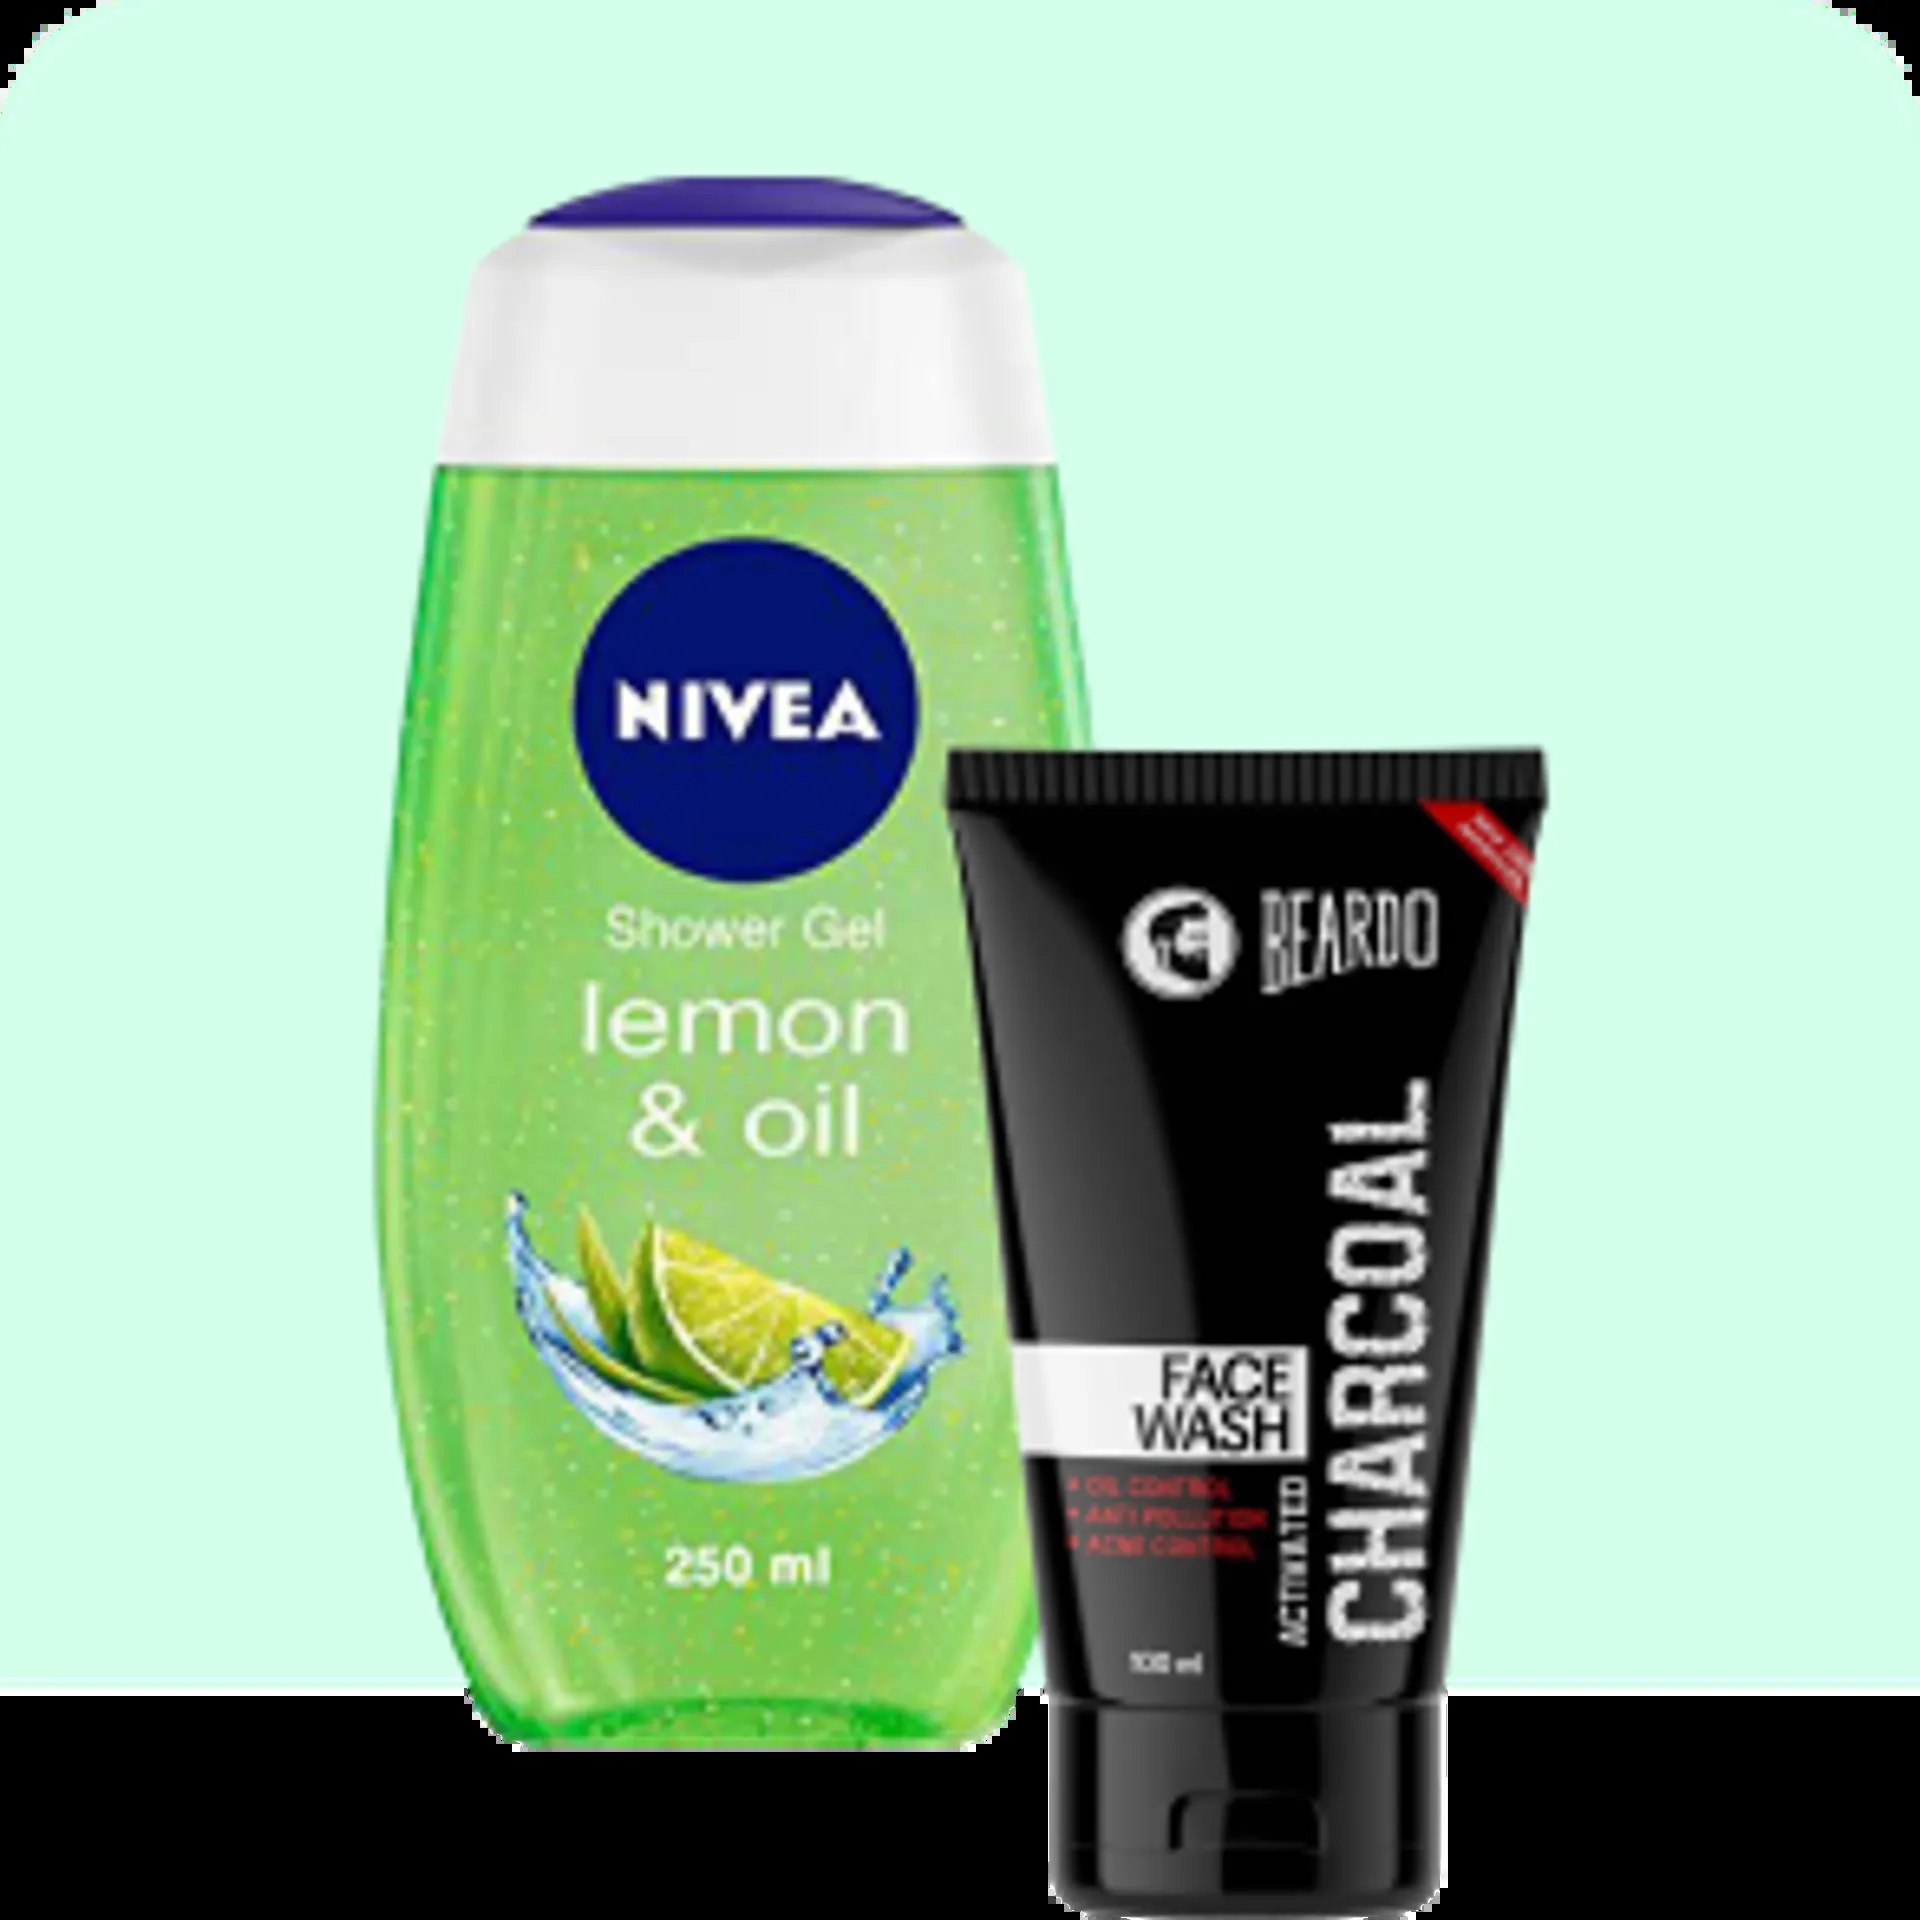 NIVEA
Shower Gel
lemon
& oil
250 ml
BEARDO
ACTIVATED
CHARCOAL
FACE
WASH
• OIL CONTROL
• ANTI POLLUTION
• ACNE CONTROL
100 ml